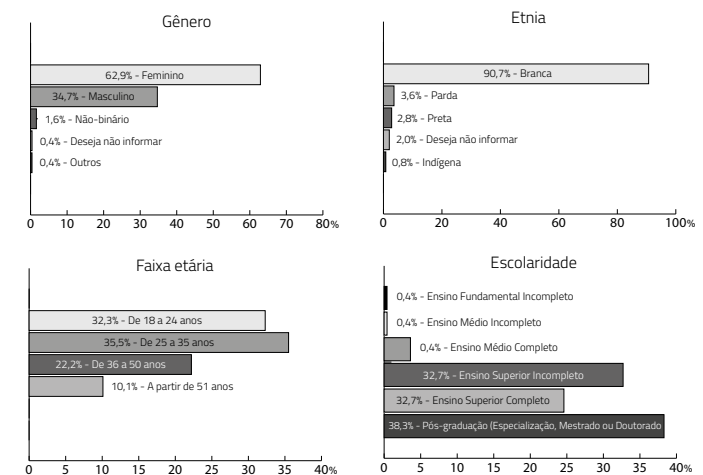 Gênero
62,9% - Feminino
34,7% - Masculino
1,6% - Não-binário
0,4% - Deseja não informar
0,4% - Outros
0 10 20 30 40 50 60 70 80%
Etnia
90,7% - Branca
3,6% - Parda
2,8% - Preta
2,0% - Deseja não informar
0,8% - Indígena
0 20 40 60 80 100%
Faixa etária
32,3% - De 18 a 24 anos
35,5% - De 25 a 35 anos
22,2% - De 36 a 50 anos
10,1% - A partir de 51 anos
0 5 10 15 20 25 30 35 40%
Escolaridade
0,4% - Ensino Fundamental Incompleto
0,4% - Ensino Médio Incompleto
0,4% - Ensino Médio Completo
32,7% - Ensino Superior Incompleto
32,7% - Ensino Superior Completo
38,3% - Pós-graduação (Especialização, Mestrado ou Doutorado
0 5 10 15 20 25 30 35 40%